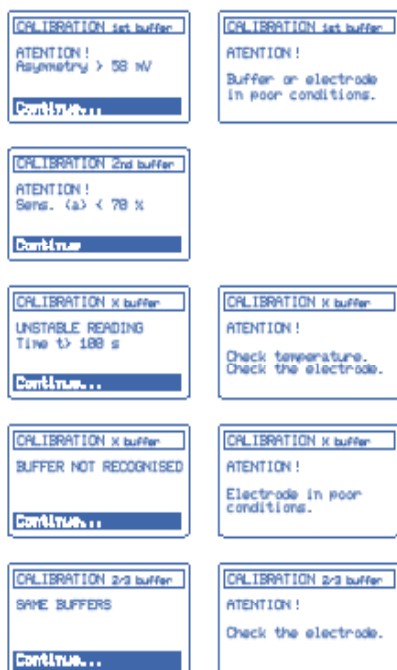 CALIBRATION 1st buffer
ATENTION!
Asymmetry > 58 mV
Continue...
CALIBRATION 1st buffer
ATENTION!
Buffer or electrode
in poor conditions.
CALIBRATION 2nd buffer
ATENTION!
Sens. (a) < 70 %
Continue
CALIBRATION X buffer
UNSTABLE READING
Time t> 100 s
Continue...
CALIBRATION X buffer
ATENTION!
Check temperature.
Check the electrode.
CALIBRATION X buffer
BUFFER NOT RECOGNISED
Continue...
CALIBRATION X buffer
ATENTION!
Electrode in poor
conditions.
CALIBRATION 2/3 buffer
SAME BUFFERS
Continue...
CALIBRATION 2/3 buffer
ATENTION!
Check the electrode.